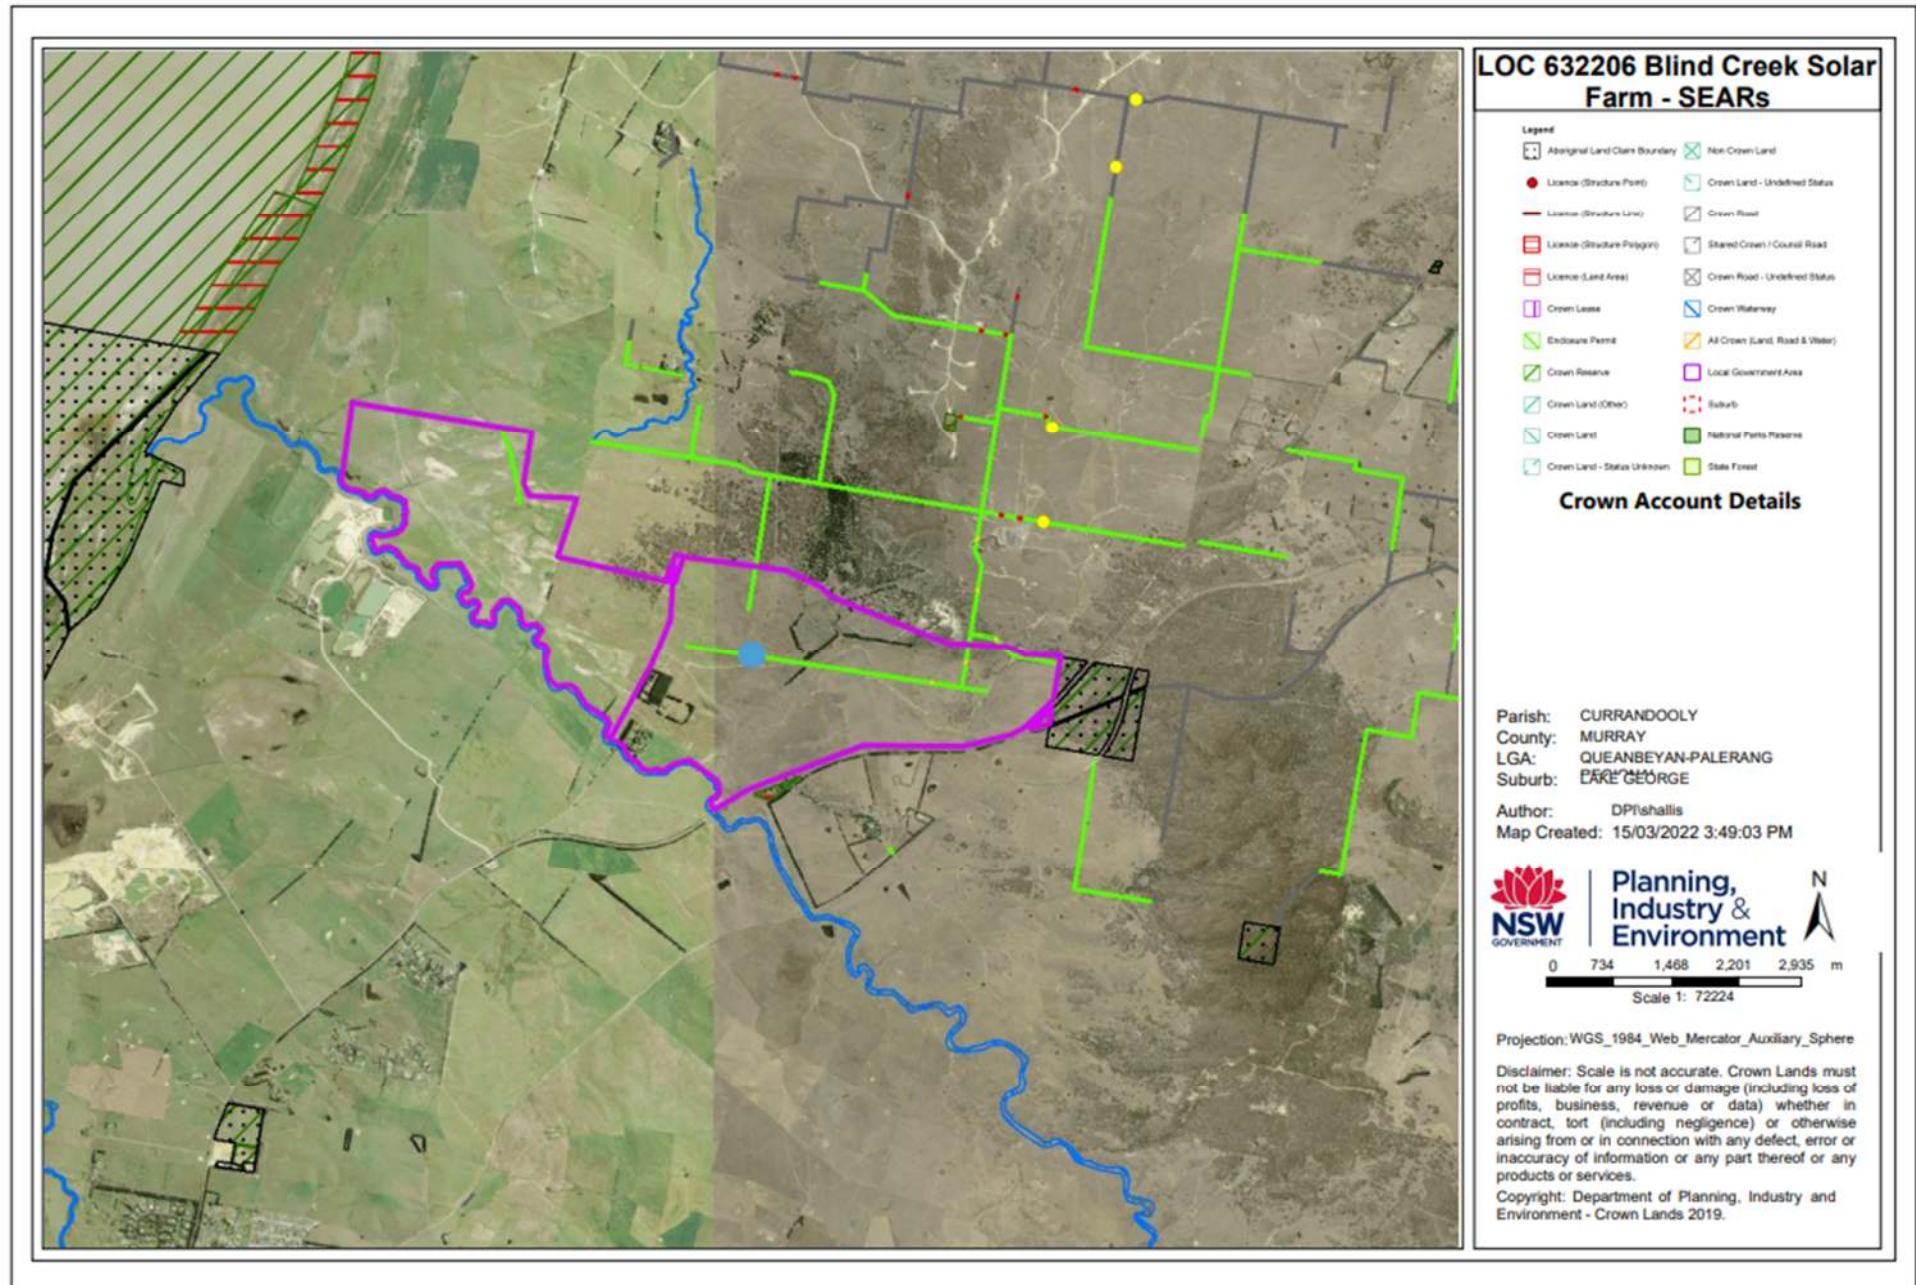 LOC 632206 Blind Creek Solar
Farm - SEARs
Legend
Aboriginal Land Claim Boundary
Non Crown Land
Licence (Structure Point)
Crown Land - Undefined Status
Licence (Structure Line)
Crown Road
Licence (Structure Polygon)
Shared Crown / Council Road
Licence (Land Area)
Crown Road - Undefined Status
Crown Lease
Crown Waterway
Enclosure Permit
All Crown (Land, Road & Water)
Crown Reserve
Local Government Area
Crown Land (Other)
Suburb
Crown Land
National Parks Reserve
Crown Land - Status Unknown
State Forest
Crown Account Details
Parish: CURRANDOOLY
County: MURRAY
LGA: QUEANBEYAN-PALERANG
REGIONAL
Suburb: LAKE GEORGE
Author: DPI\shallis
Map Created: 15/03/2022 3:49:03 PM
NSW
GOVERNMENT
Planning,
Industry &
Environment
N
0 734 1,468 2,201 2,935 m
Scale 1: 72224
Projection: WGS_1984_Web_Mercator_Auxiliary_Sphere
Disclaimer: Scale is not accurate. Crown Lands must
not be liable for any loss or damage (including loss of
profits, business, revenue or data) whether in
contract, tort (including negligence) or otherwise
arising from or in connection with any defect, error or
inaccuracy of information or any part thereof or any
products or services.
Copyright: Department of Planning, Industry and
Environment - Crown Lands 2019.